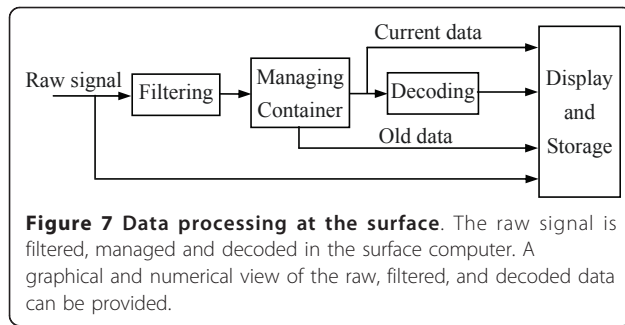 Current data
Raw signal
Filtering
Managing
Container
Decoding
Display
and
Storage
Old data
Figure 7 Data processing at the surface. The raw signal is
filtered, managed and decoded in the surface computer. A
graphical and numerical view of the raw, filtered, and decoded data
can be provided.